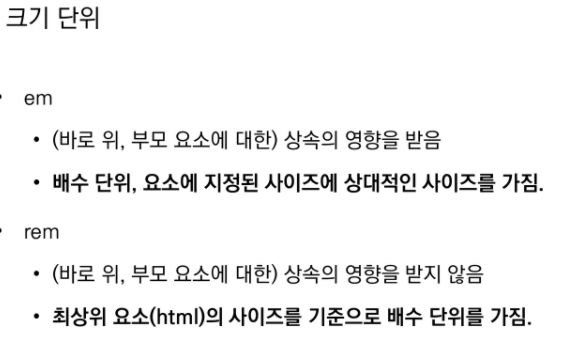 크기 단위
• em
• (바로 위, 부모 요소에 대한) 상속의 영향을 받음
• 배수 단위, 요소에 지정된 사이즈에 상대적인 사이즈를 가짐.
• rem
• (바로 위, 부모 요소에 대한) 상속의 영향을 받지 않음
• 최상위 요소(html)의 사이즈를 기준으로 배수 단위를 가짐.